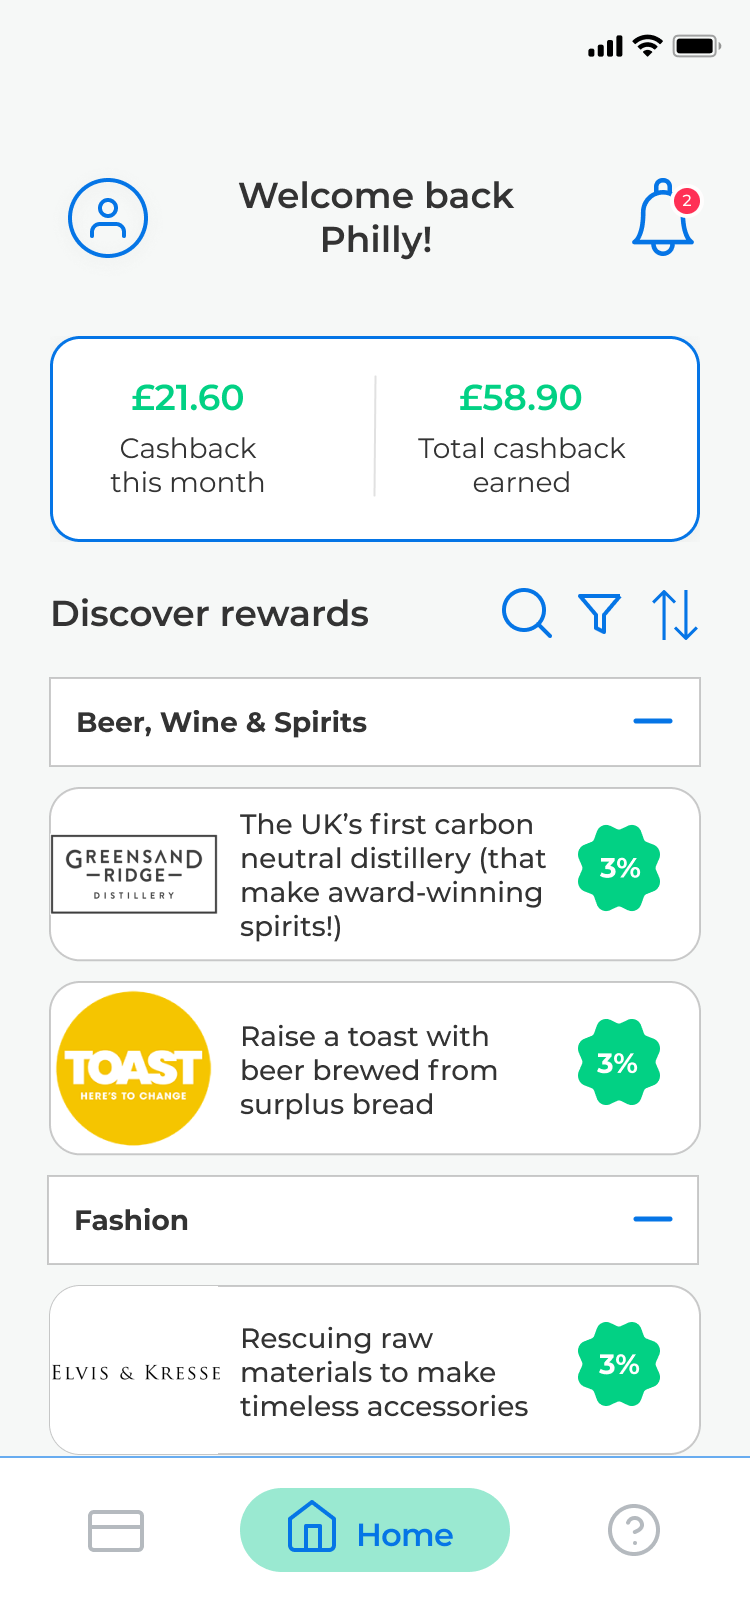 Welcome back
Philly!
2
£21.60
Cashback
this month
£58.90
Total cashback
earned
Discover rewards
Beer, Wine & Spirits
GREENSAND
RIDGE
DISTILLERY
The UK’s first carbon
neutral distillery (that
make award-winning
spirits!)
3%
TOAST
HERE'S TO CHANGE
Raise a toast with
beer brewed from
surplus bread
3%
Fashion
ELVIS & KRESSE
Rescuing raw
materials to make
timeless accessories
3%
Home
?